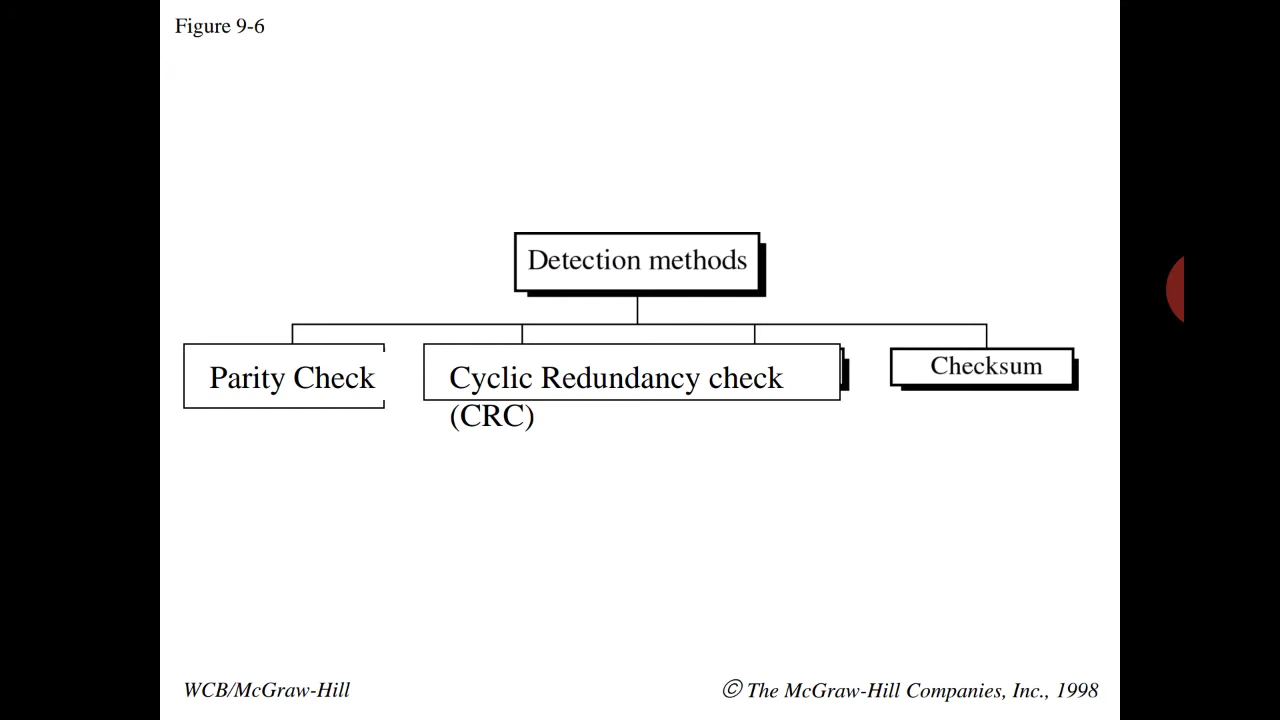 Figure 9-6
Detection methods
Parity Check
Cyclic Redundancy check
(CRC)
Checksum
WCB/McGraw-Hill
© The McGraw-Hill Companies, Inc., 1998